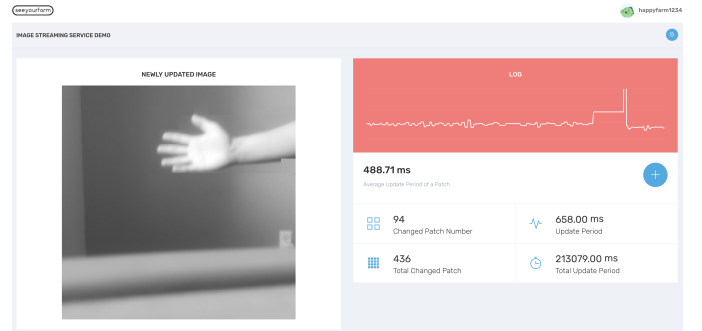 seeyourfarm
happyfarm1234
IMAGE STREAMING SERVICE DEMO
NEWLY UPDATED IMAGE
LOG
488.71 ms
Average Update Period of a Patch
94
Changed Patch Number
658.00 ms
Update Period
436
Total Changed Patch
213079.00 ms
Total Update Period